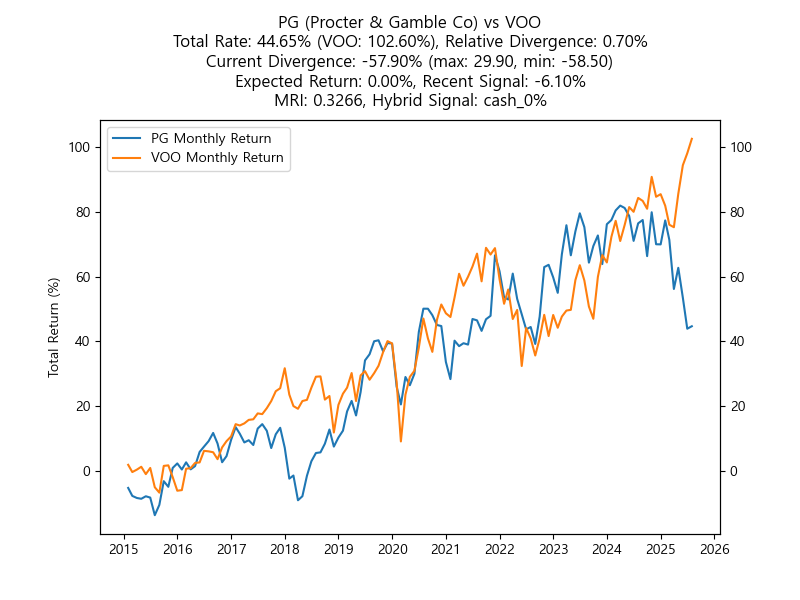 PG (Procter & Gamble Co) vs VOO
Total Rate: 44.65% (VOO: 102.60%), Relative Divergence: 0.70%
Current Divergence: -57.90% (max: 29.90, min: -58.50)
Expected Return: 0.00%, Recent Signal: -6.10%
MRI: 0.3266, Hybrid Signal: cash_0%
PG Monthly Return
VOO Monthly Return
Total Return (%)
100 100
80 80
60 60
40 40
20 20
0 0
2015 2016 2017 2018 2019 2020 2021 2022 2023 2024 2025 2026